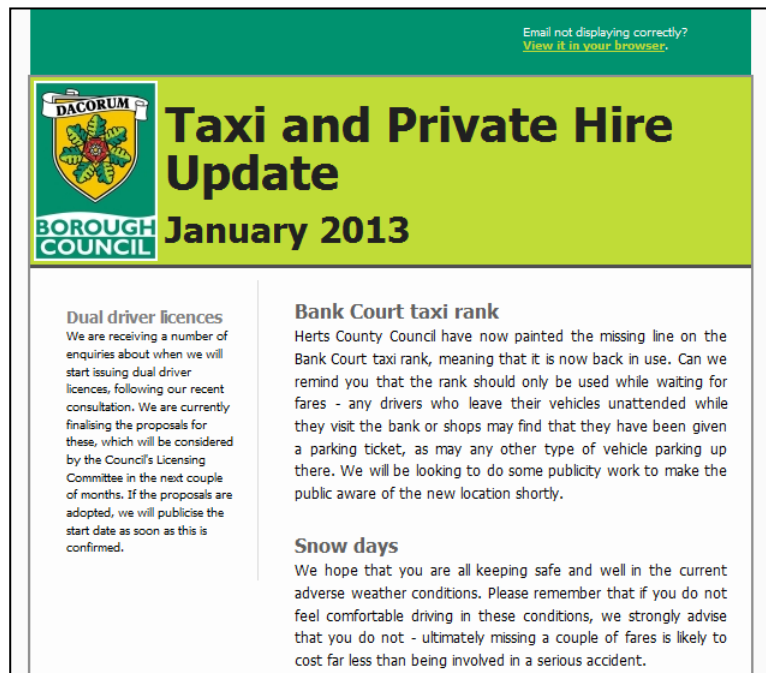 Email not displaying correctly?
View it in your browser.
DACORUM
BOROUGH
COUNCIL
Taxi and Private Hire
Update
January 2013
Dual driver licences
We are receiving a number of
enquiries about when we will
start issuing dual driver
licences, following our recent
consultation. We are currently
finalising the proposals for
these, which will be considered
by the Council's Licensing
Committee in the next couple
of months. If the proposals are
adopted, we will publicise the
start date as soon as this is
confirmed.
Bank Court taxi rank
Herts County Council have now painted the missing line on the
Bank Court taxi rank, meaning that it is now back in use. Can we
remind you that the rank should only be used while waiting for
fares - any drivers who leave their vehicles unattended while
they visit the bank or shops may find that they have been given
a parking ticket, as may any other type of vehicle parking up
there. We will be looking to do some publicity work to make the
public aware of the new location shortly.
Snow days
We hope that you are all keeping safe and well in the current
adverse weather conditions. Please remember that if you do not
feel comfortable driving in these conditions, we strongly advise
that you do not - ultimately missing a couple of fares is likely to
cost far less than being involved in a serious accident.